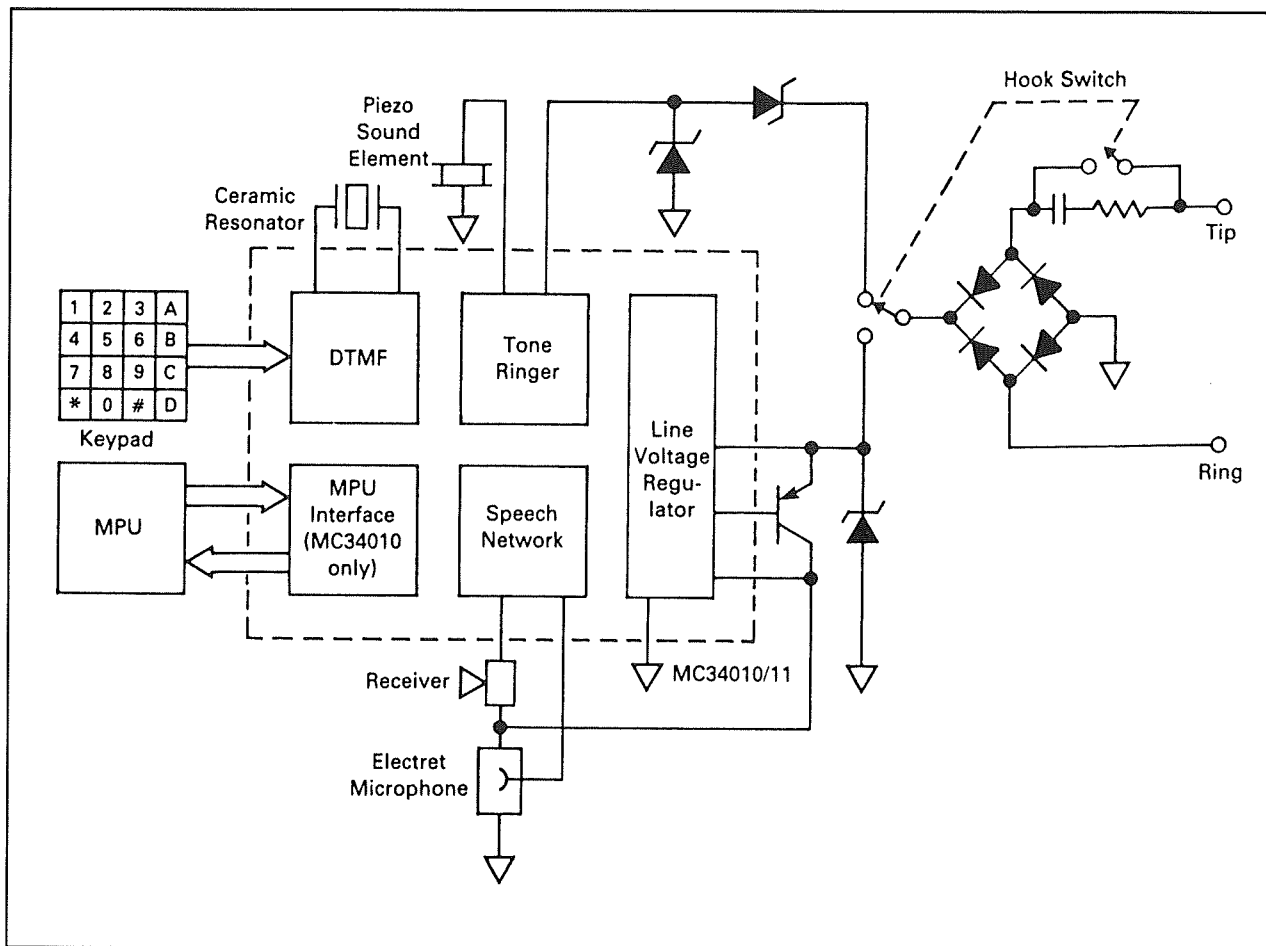 Hook Switch
Piezo
Sound
Element
Ceramic
Resonator
Tip
1 2 3 A
4 5 6 B
7 8 9 C
* 0 # D
Keypad
DTMF
Tone
Ringer
Line
Voltage
Regu-
lator
Ring
MPU
MPU
Interface
(MC34010
only)
Speech
Network
MC34010/11
Receiver
Electret
Microphone